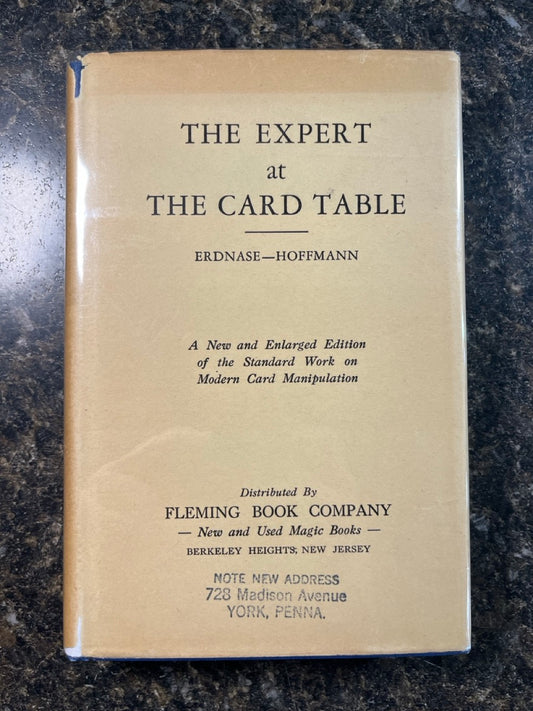 THE EXPERT
at
THE CARD TABLE
ERDNASE—HOFFMANN
A New and Enlarged Edition
of the Standard Work on
Modern Card Manipulation
Distributed By
FLEMING BOOK COMPANY
— New and Used Magic Books —
BERKELEY HEIGHTS, NEW JERSEY
NOTE NEW ADDRESS
728 Madison Avenue
YORK, PENNA.